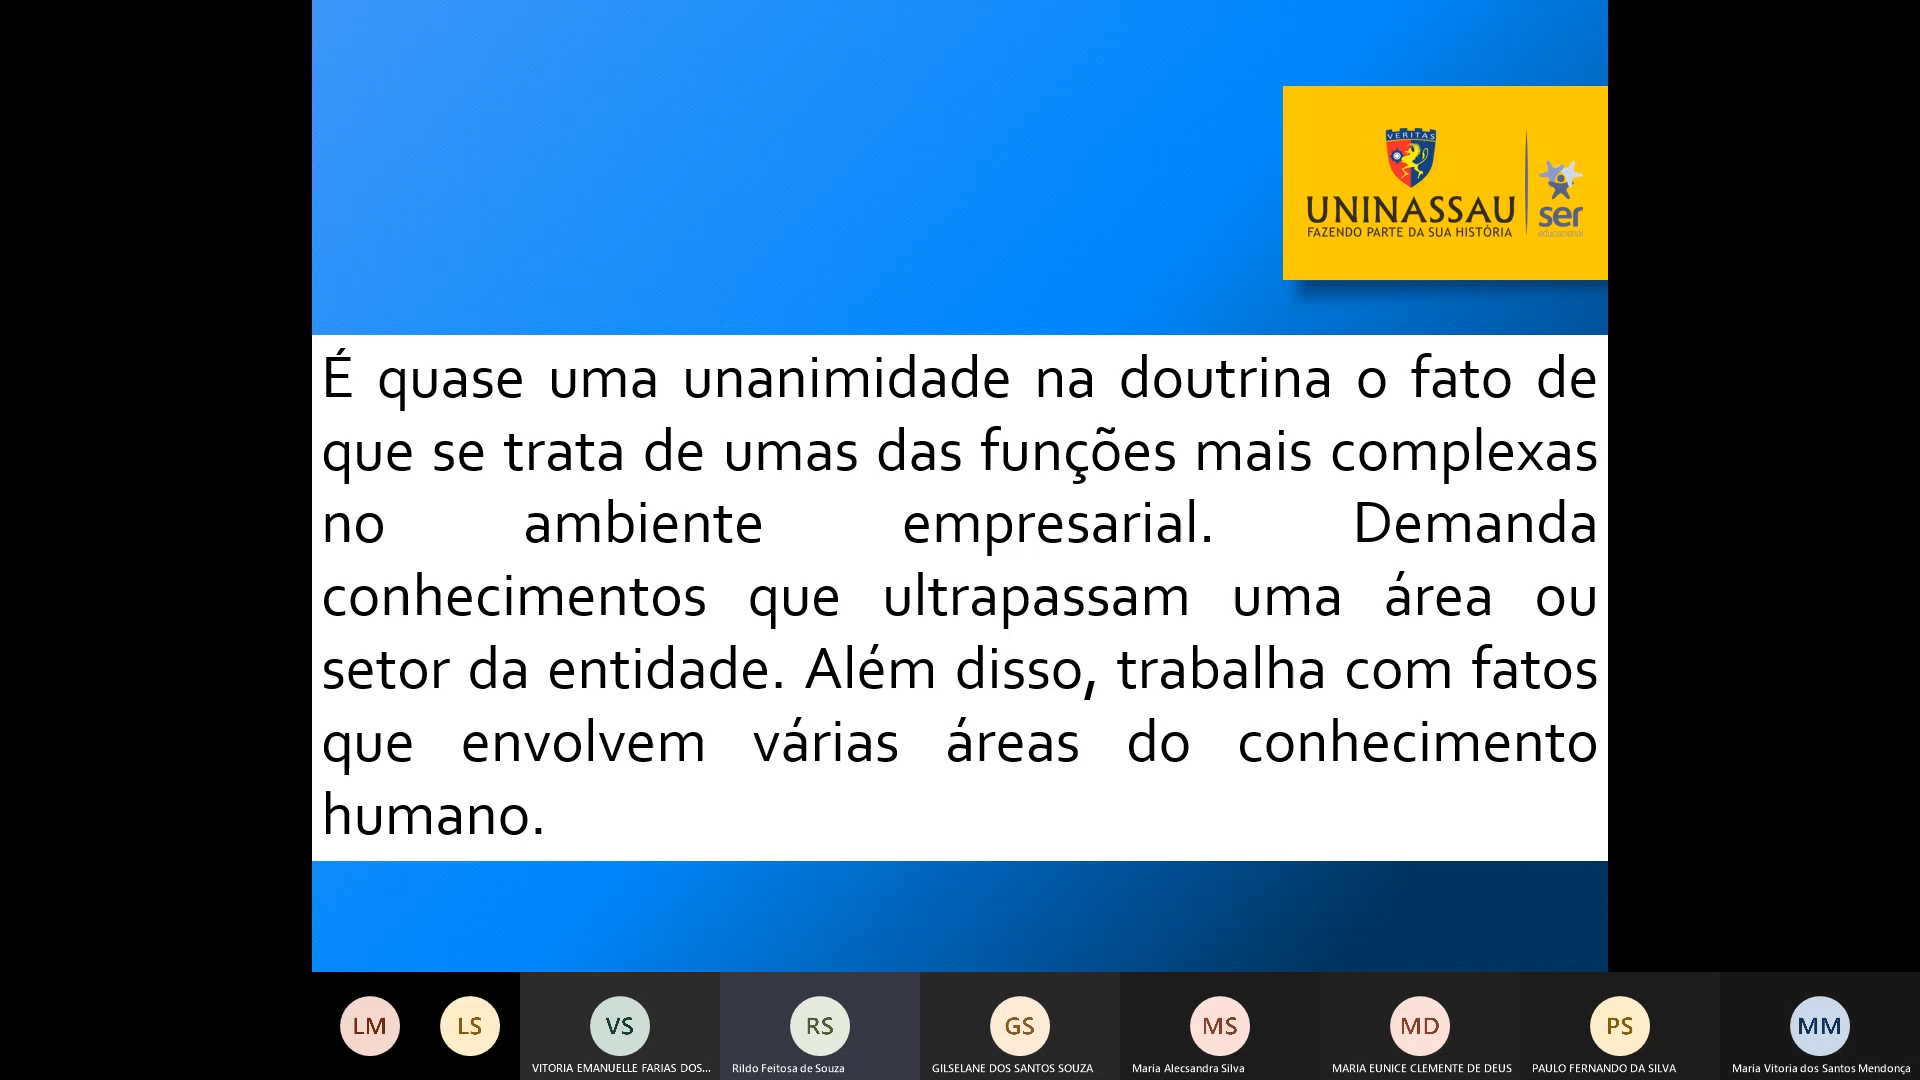 VERITAS
UNINASSAU
FAZENDO PARTE DA SUA HISTÓRIA
ser
educacional
É quase uma unanimidade na doutrina o fato de
que se trata de umas das funções mais complexas
no ambiente empresarial. Demanda
conhecimentos que ultrapassam uma área ou
setor da entidade. Além disso, trabalha com fatos
que envolvem várias áreas do conhecimento
humano.
LM
LS
VS
RS
GS
MS
MD
PS
MM
VITORIA EMANUELLE FARIAS DOS...
Rildo Feitosa de Souza
GILSELANE DOS SANTOS SOUZA
Maria Alecsandra Silva
MARIA EUNICE CLEMENTE DE DEUS
PAULO FERNANDO DA SILVA
Maria Vitoria dos Santos Mendonça